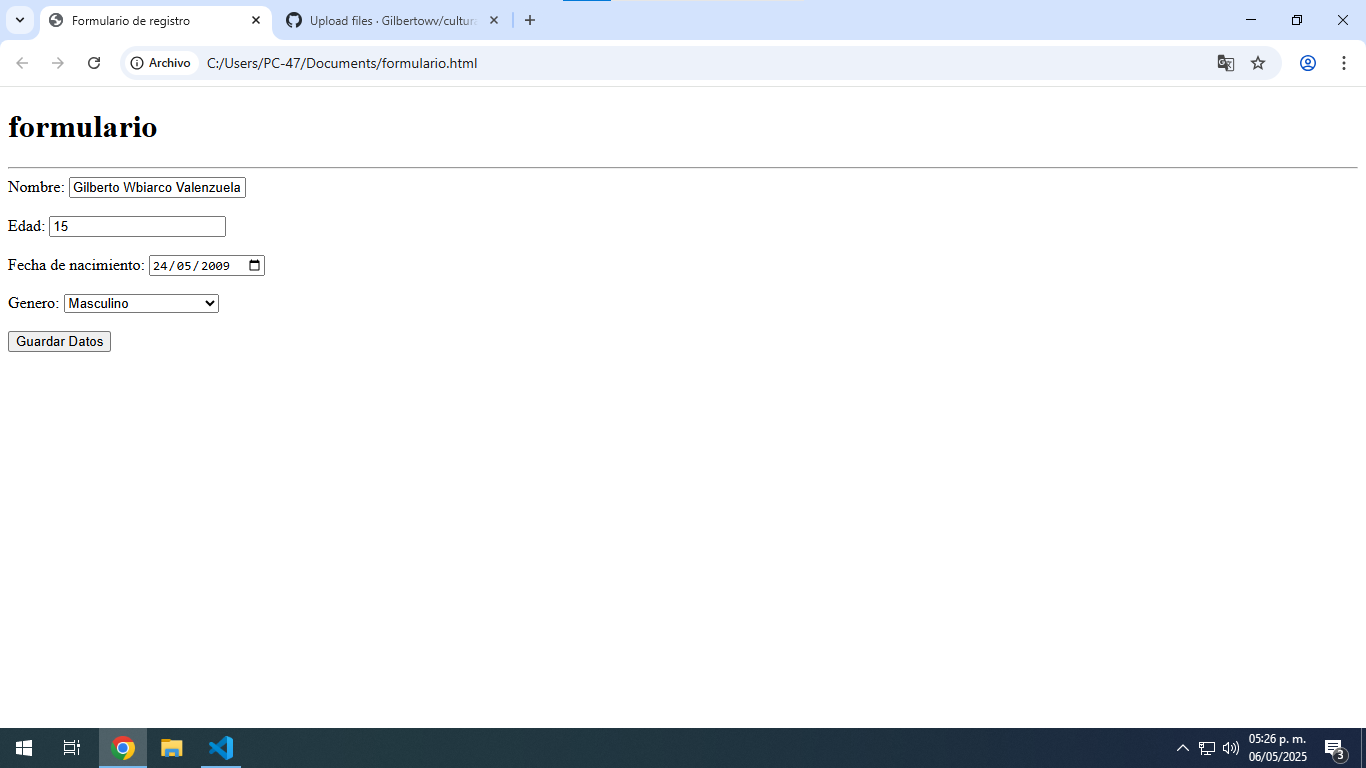 Formulario de registro
Upload files · Gilbertowv/cultura
Archivo
C:/Users/PC-47/Documents/formulario.html
formulario
Nombre: Gilberto Wbiarco Valenzuela
Edad: 15
Fecha de nacimiento: 24/05/2009
Genero: Masculino
Guardar Datos
05:26 p. m.
06/05/2025
3